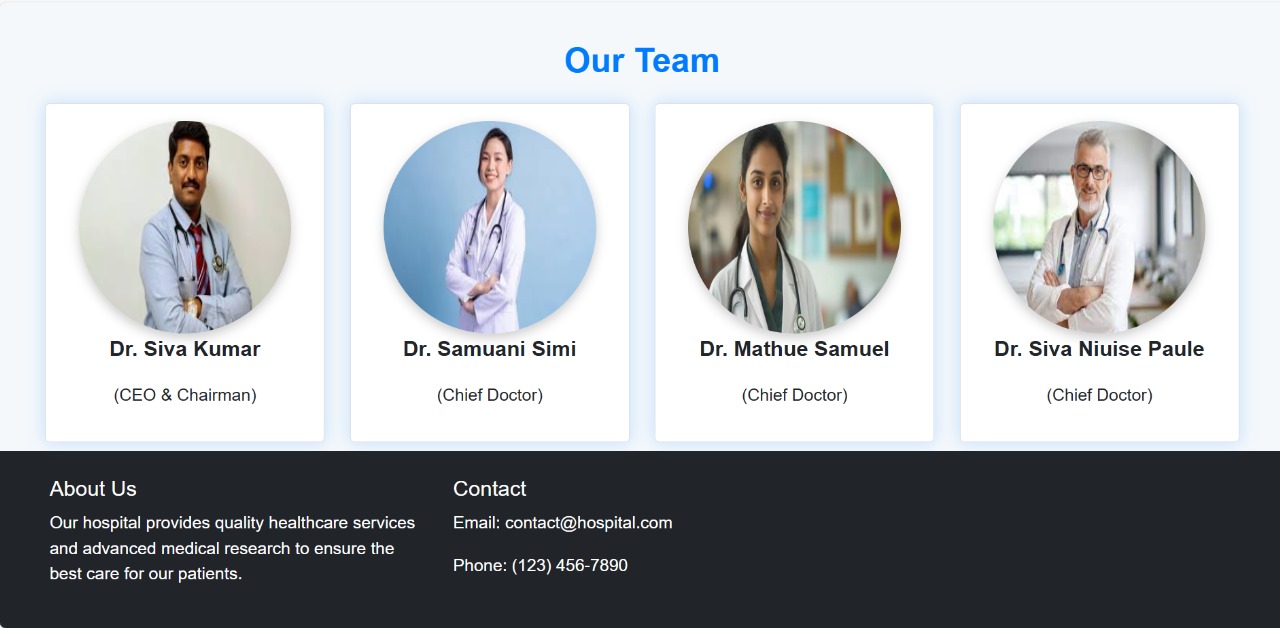 Our Team
Dr. Siva Kumar
(CEO & Chairman)
Dr. Samuani Simi
(Chief Doctor)
Dr. Mathue Samuel
(Chief Doctor)
Dr. Siva Niuise Paule
(Chief Doctor)
About Us
Our hospital provides quality healthcare services
and advanced medical research to ensure the
best care for our patients.
Contact
Email: contact@hospital.com
Phone: (123) 456-7890